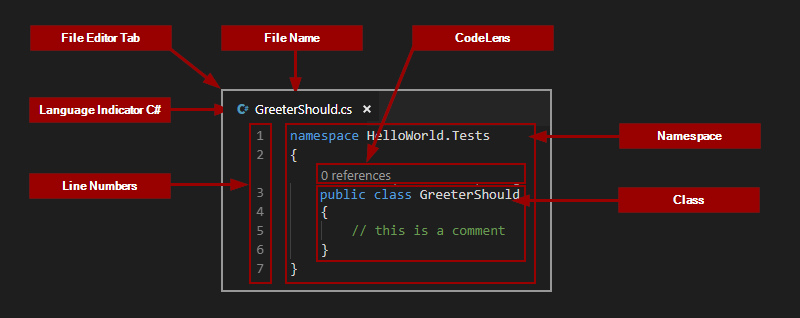 File Editor Tab
File Name
CodeLens
Language Indicator C#
C# GreeterShould.cs ×
Line Numbers
Namespace
Class
1 namespace HelloWorld.Tests
2 {
0 references
3 public class GreeterShould
4 {
5 // this is a comment
6 }
7 }